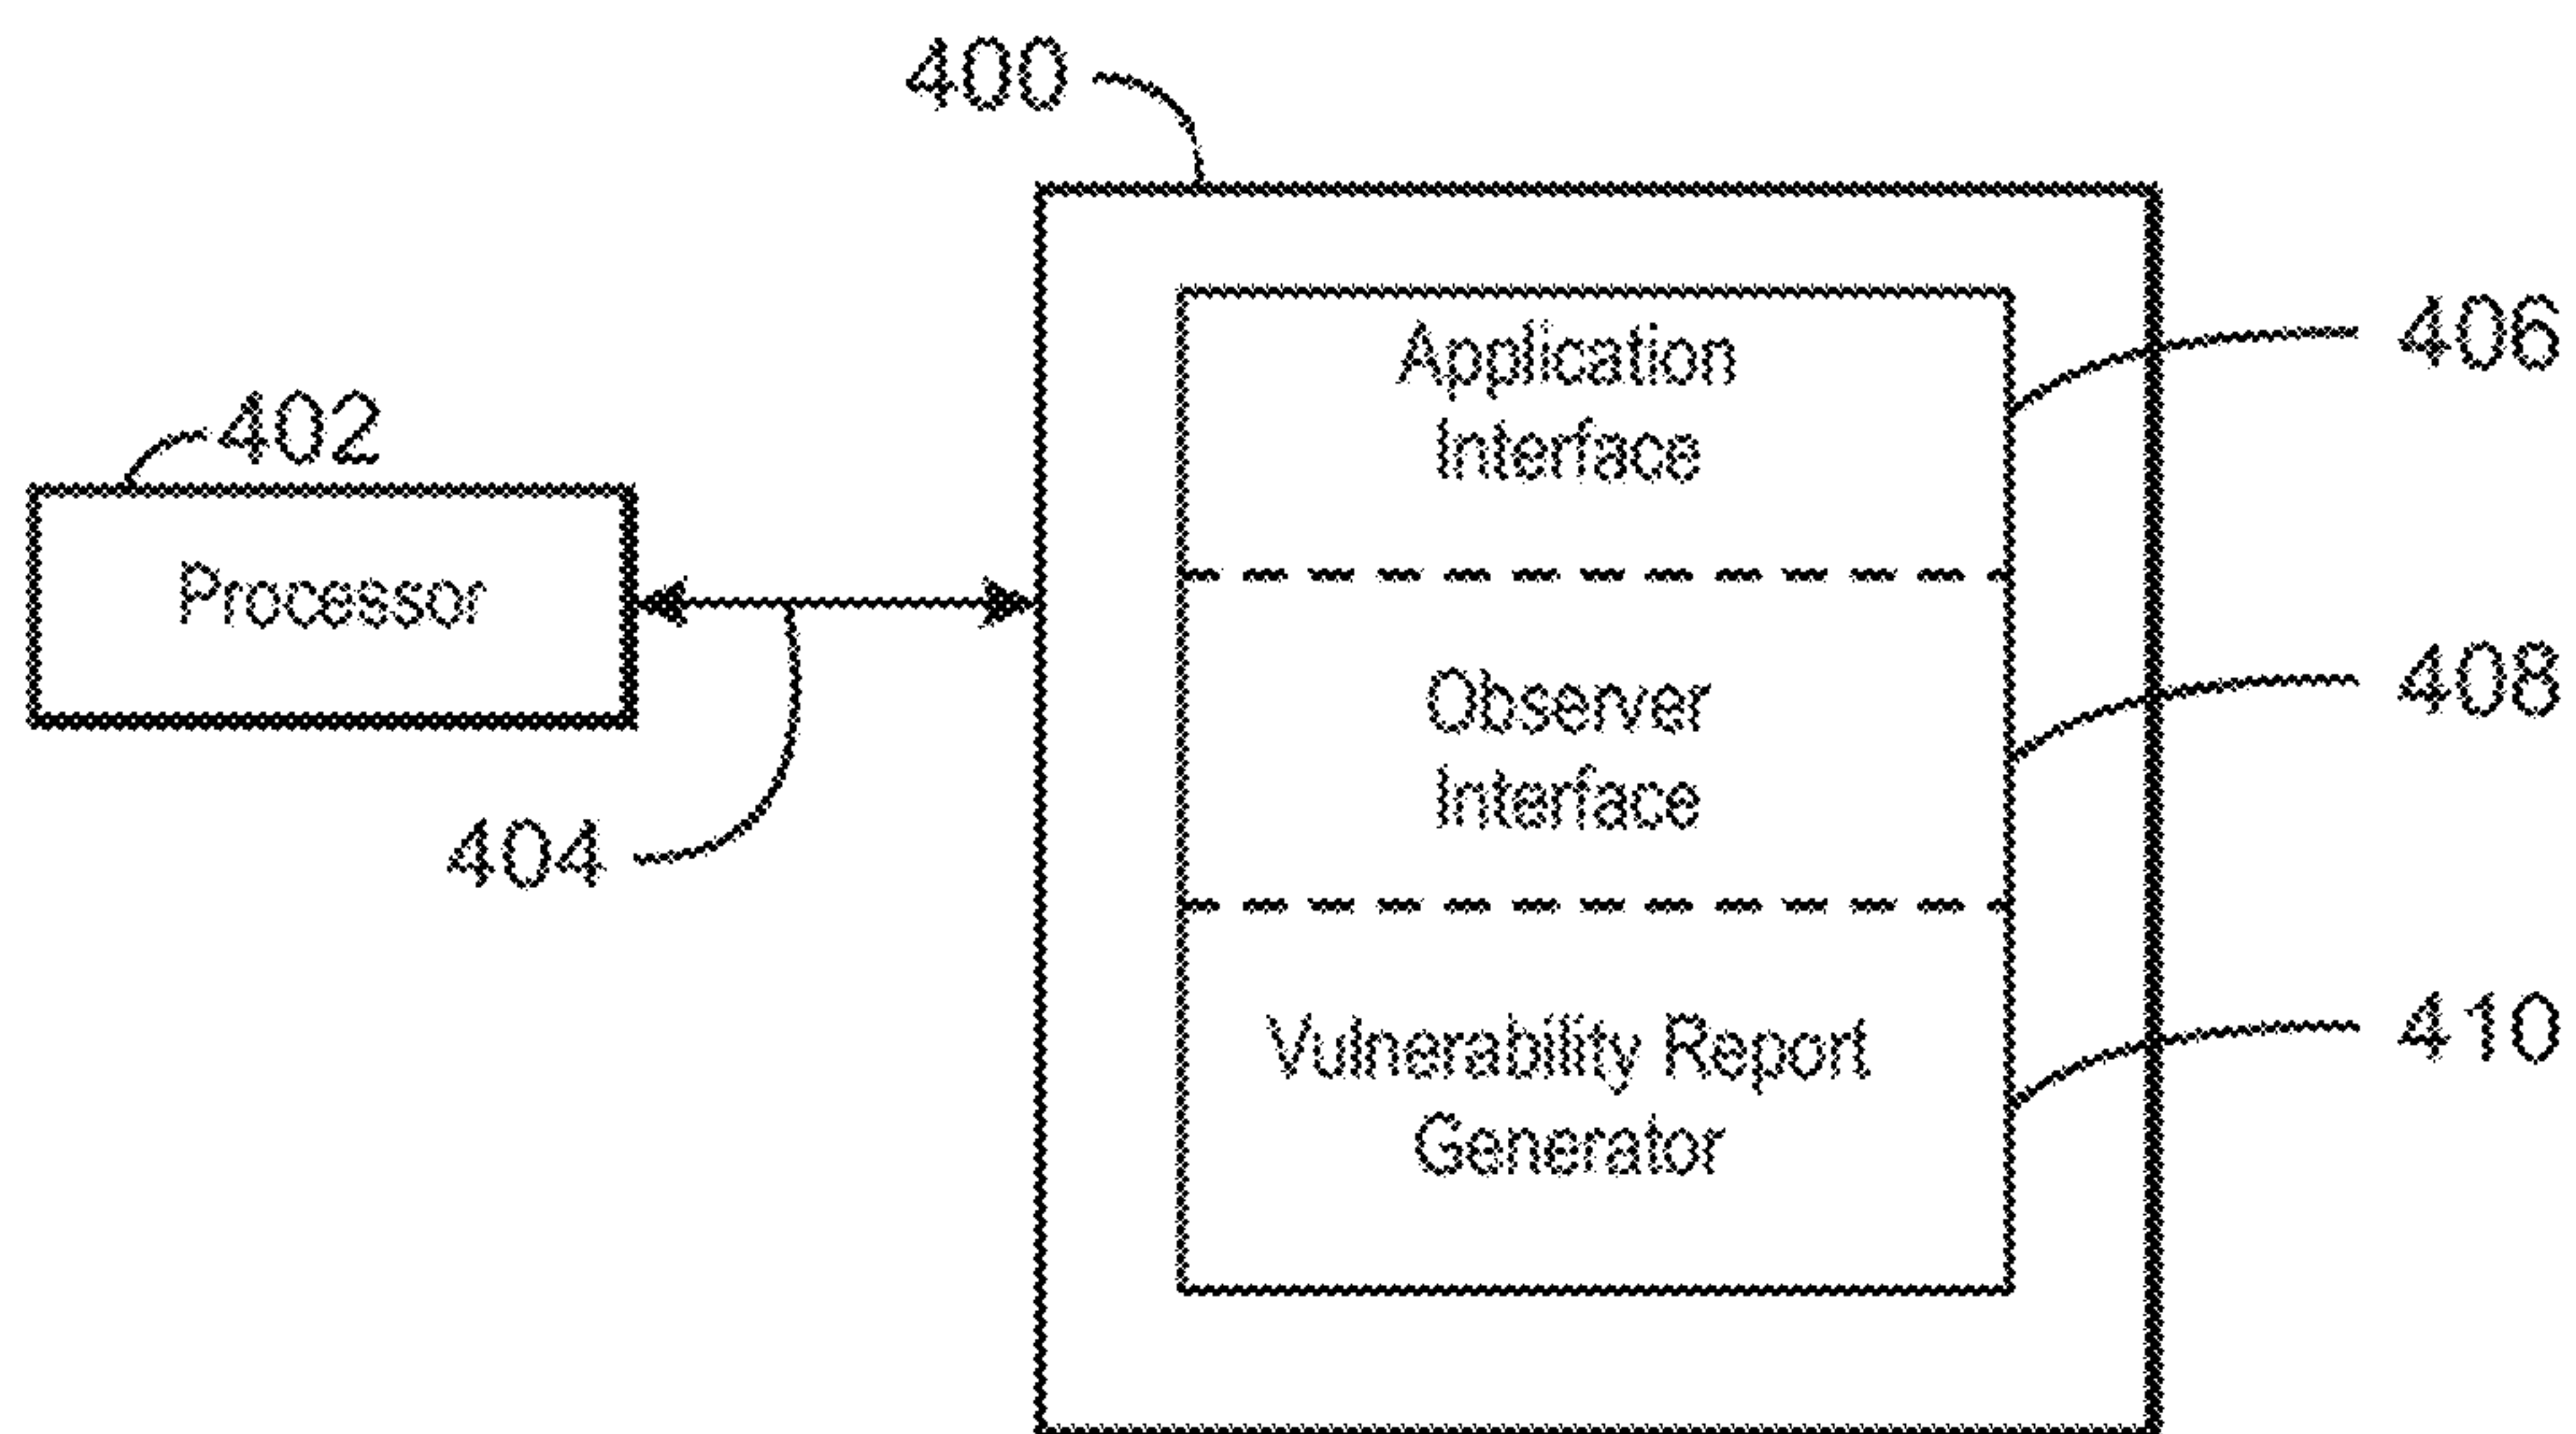 400
406
Application
Interface
402
Processor
408
Observer
Interface
404
410
Vulnerability Report
Generator